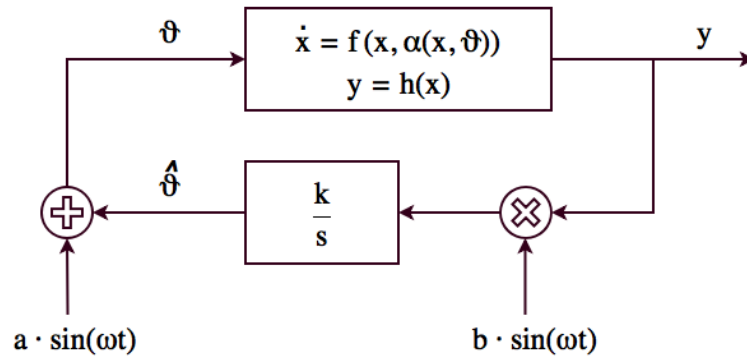 ϑ
ẋ = f(x, α(x, ϑ))
y = h(x)
y
ϑ̂
k
s
a · sin(ωt)
b · sin(ωt)